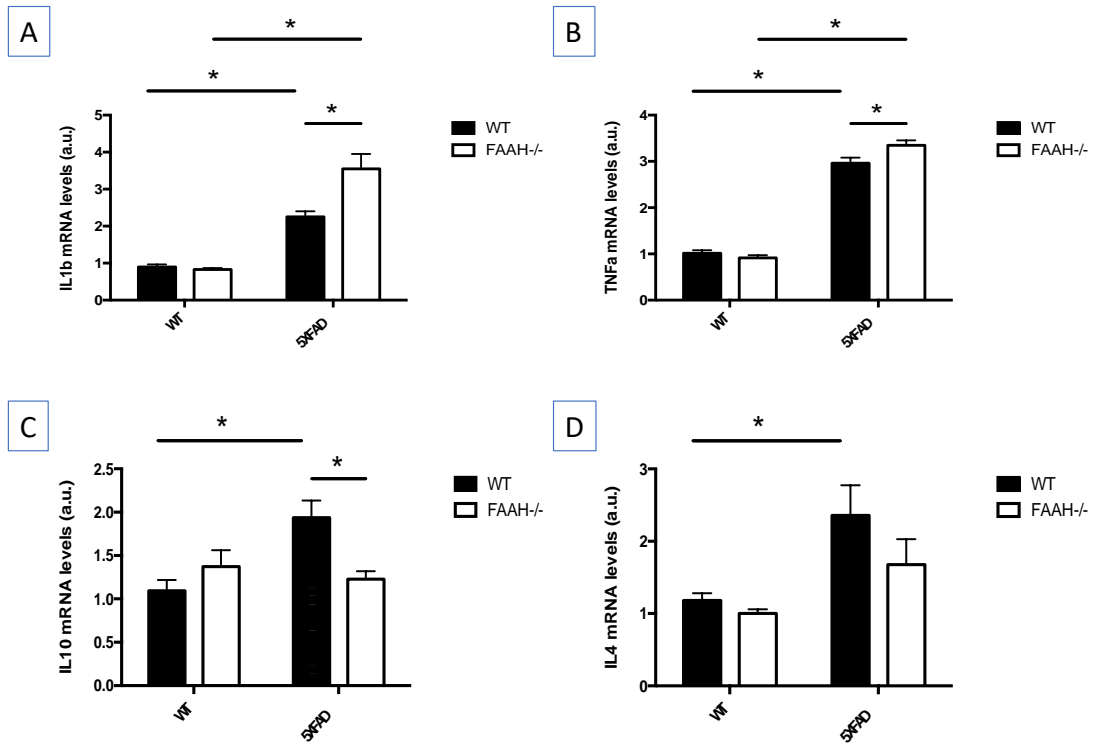 A
*
*
*
IL1b mRNA levels (a.u.)
5
4
3
2
1
0
WT
5XFAD
WT
FAAH-/-
B
*
*
*
TNFa mRNA levels (a.u.)
4
3
2
1
0
WT
5XFAD
WT
FAAH-/-
C
*
*
IL10 mRNA levels (a.u.)
2.5
2.0
1.5
1.0
0.5
0.0
WT
5XFAD
WT
FAAH-/-
D
*
IL4 mRNA levels (a.u.)
3
2
1
0
WT
5XFAD
WT
FAAH-/-